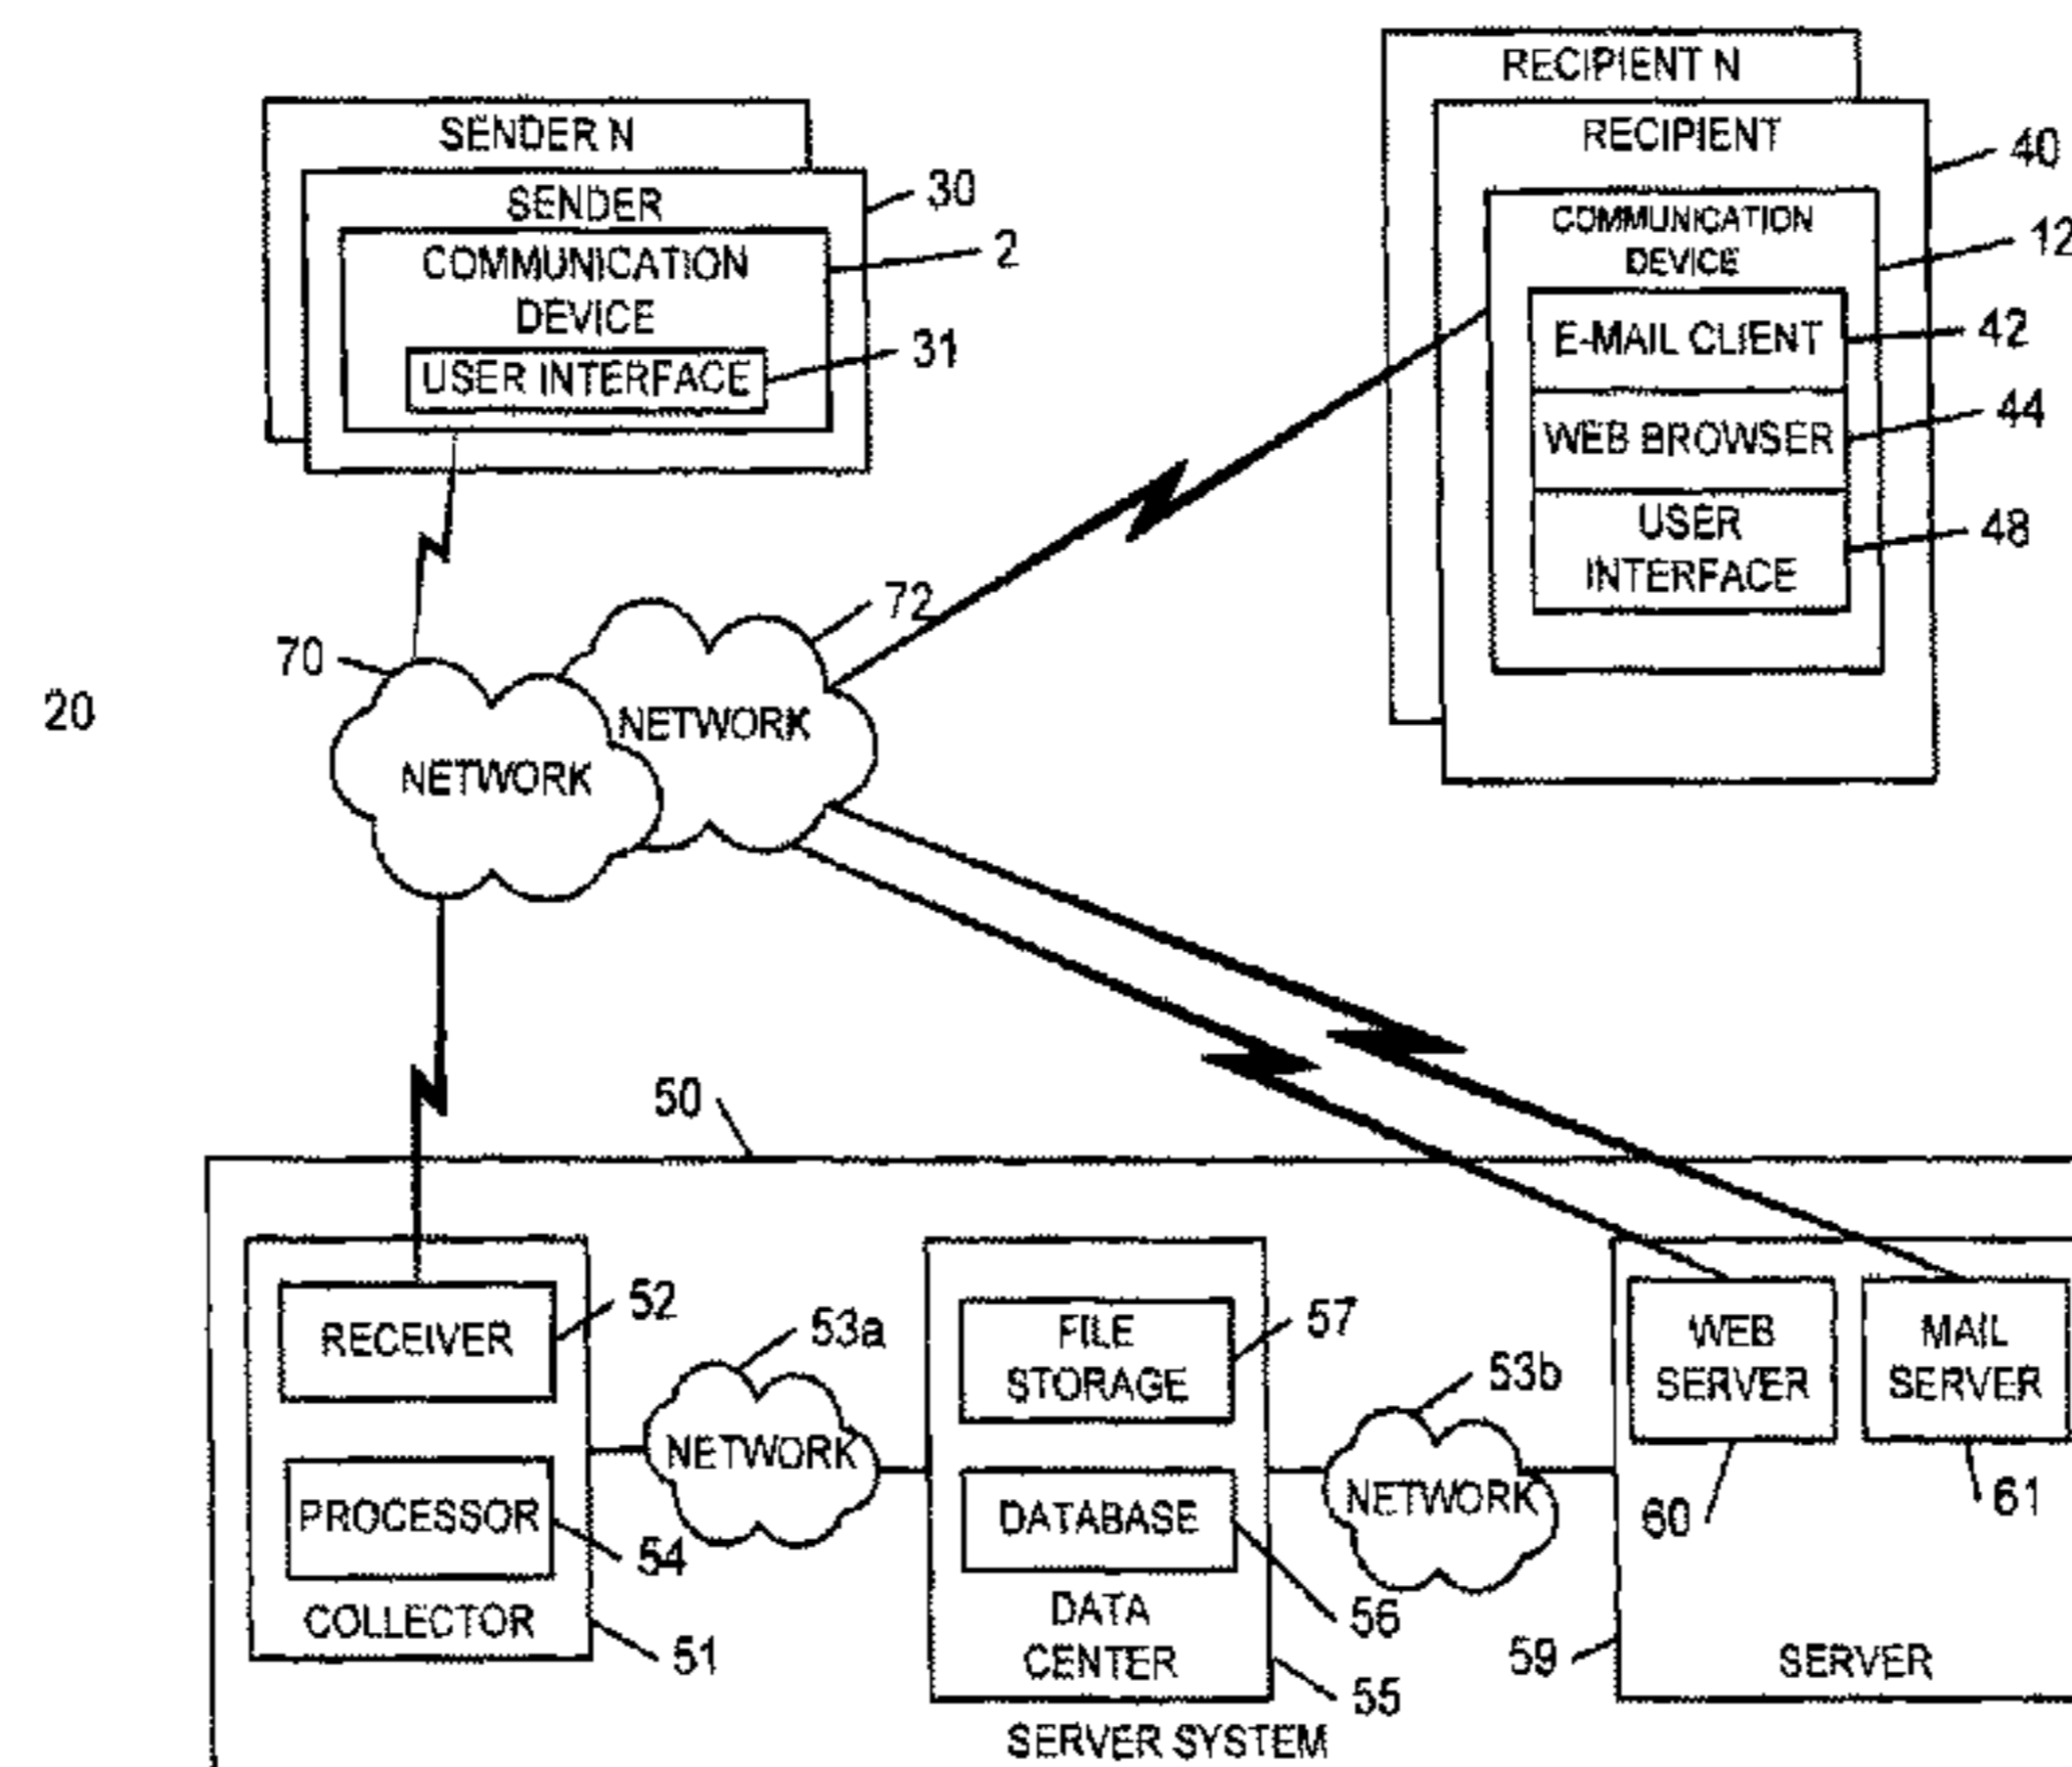 RECIPIENT N
RECIPIENT
40
COMMUNICATION
DEVICE
12
E-MAIL CLIENT
42
WEB BROWSER
44
USER
INTERFACE
48
SENDER N
SENDER
30
COMMUNICATION
DEVICE
2
USER INTERFACE
31
72
70
NETWORK
NETWORK
20
50
RECEIVER
52
PROCESSOR
54
COLLECTOR
51
53a
NETWORK
FILE
STORAGE
57
DATABASE
56
DATA
CENTER
55
53b
NETWORK
WEB
SERVER
60
MAIL
SERVER
61
59
SERVER
SERVER SYSTEM